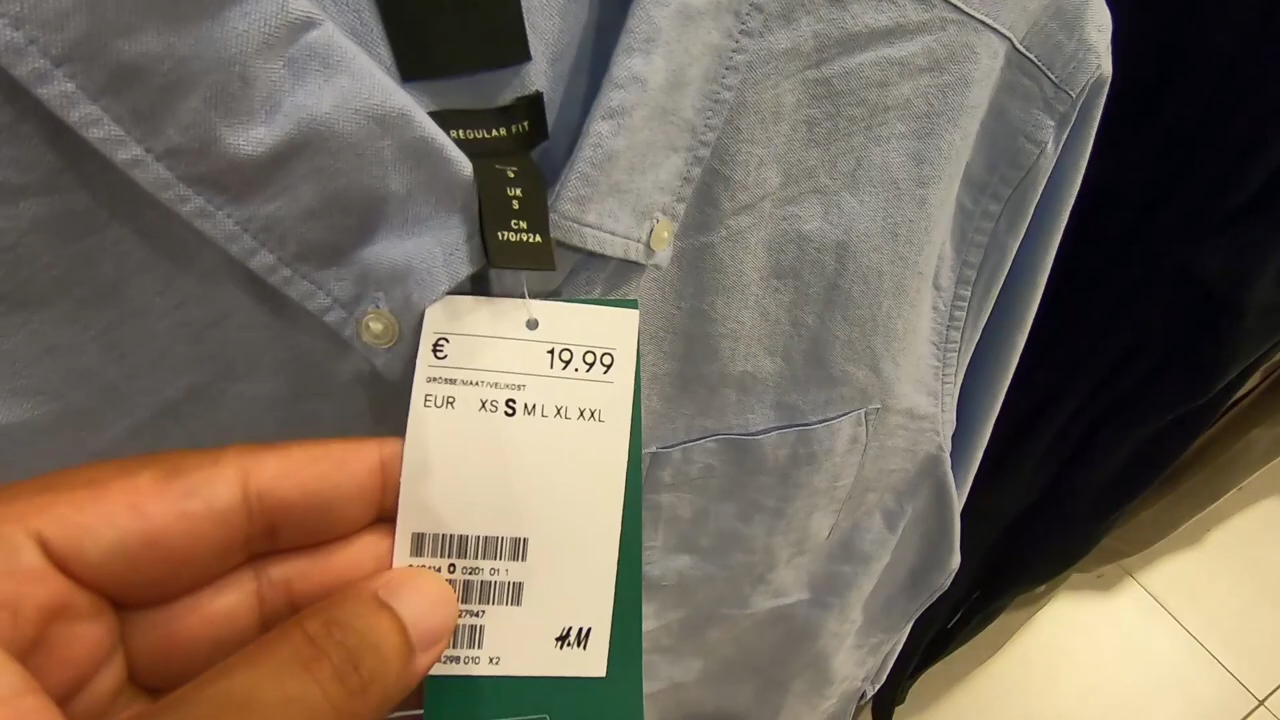 REGULAR FIT
S
UK
S
CN
170/92A
€ 19.99
GRÖSSE/MAAT/VELIKOST
EUR XS S M L XL XXL
0 0201 01 1
27947
298 010 X2
H&M